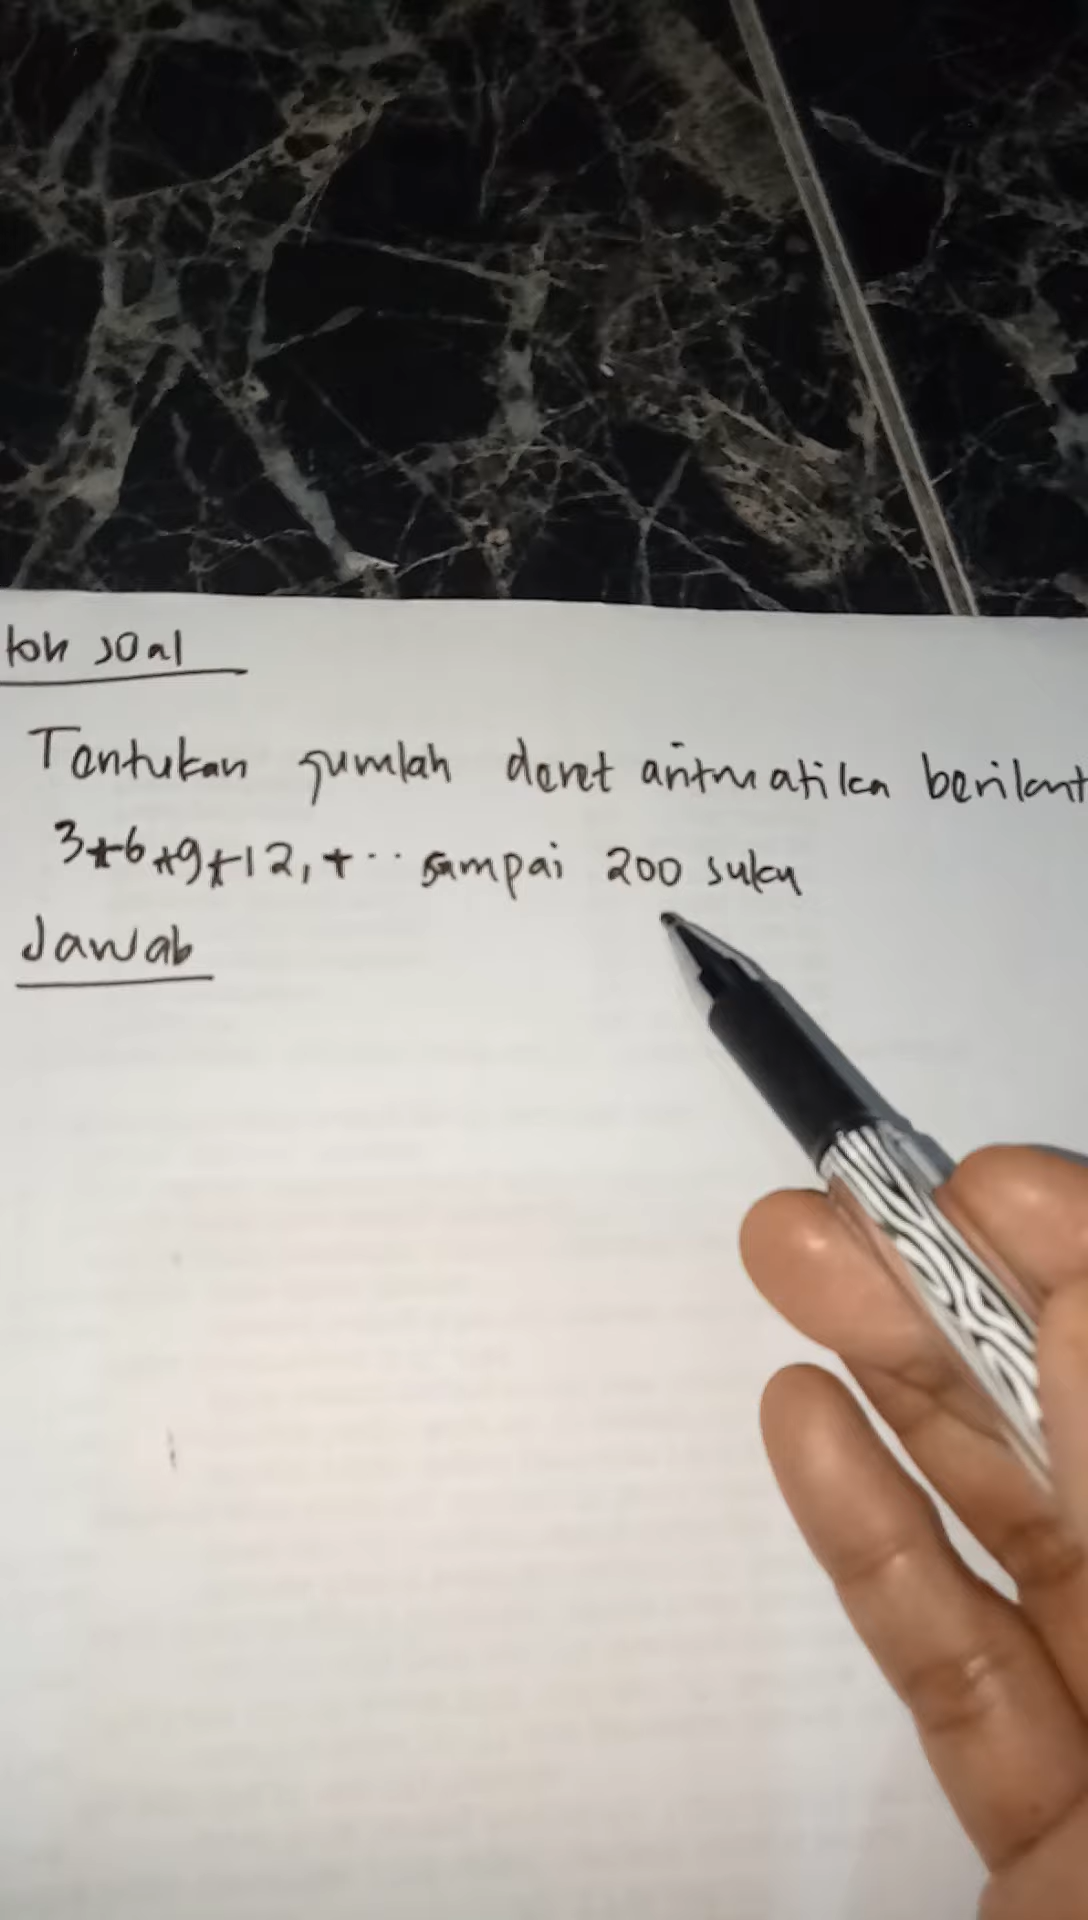 toh soal
Tentukan jumlah deret aritmatika berikut
3+6+9+12,+.. sampai 200 suku
Jawab